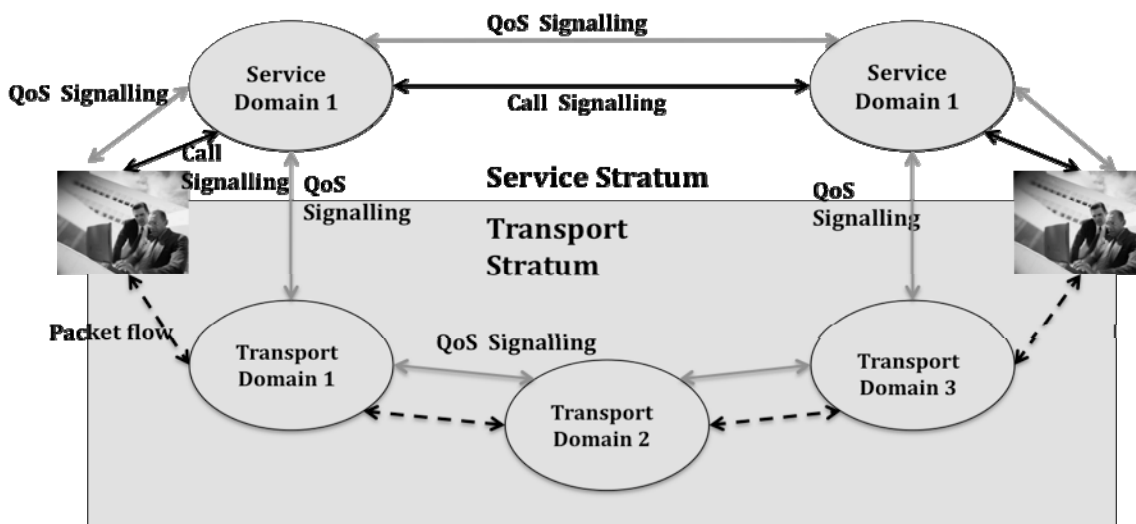 QoS Signalling
Service
Domain 1
Service
Domain 1
QoS Signalling
Call Signalling
Call
Signalling
QoS
Signalling
Service Stratum
QoS
Signalling
Transport
Stratum
Packet flow
QoS Signalling
Transport
Domain 1
Transport
Domain 3
Transport
Domain 2